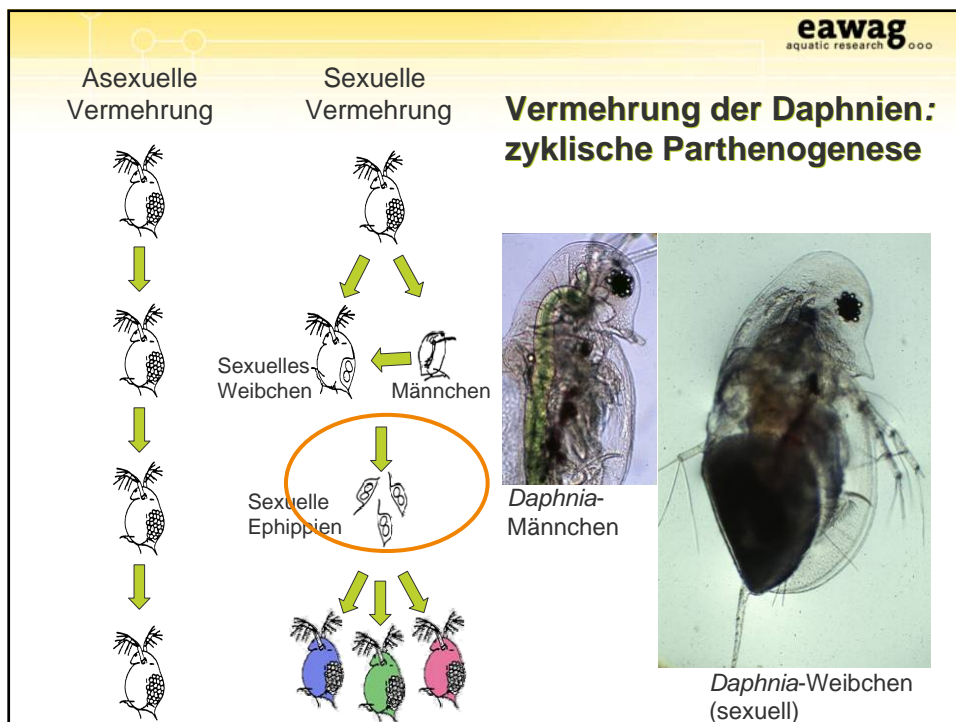 eawag
aquatic research
Asexuelle
Vermehrung
Sexuelle
Vermehrung
Vermehrung der Daphnien:
zyklische Parthenogenese
Sexuelles
Weibchen
Männchen
Sexuelle
Ephippien
Daphnia-
Männchen
Daphnia-Weibchen
(sexuell)